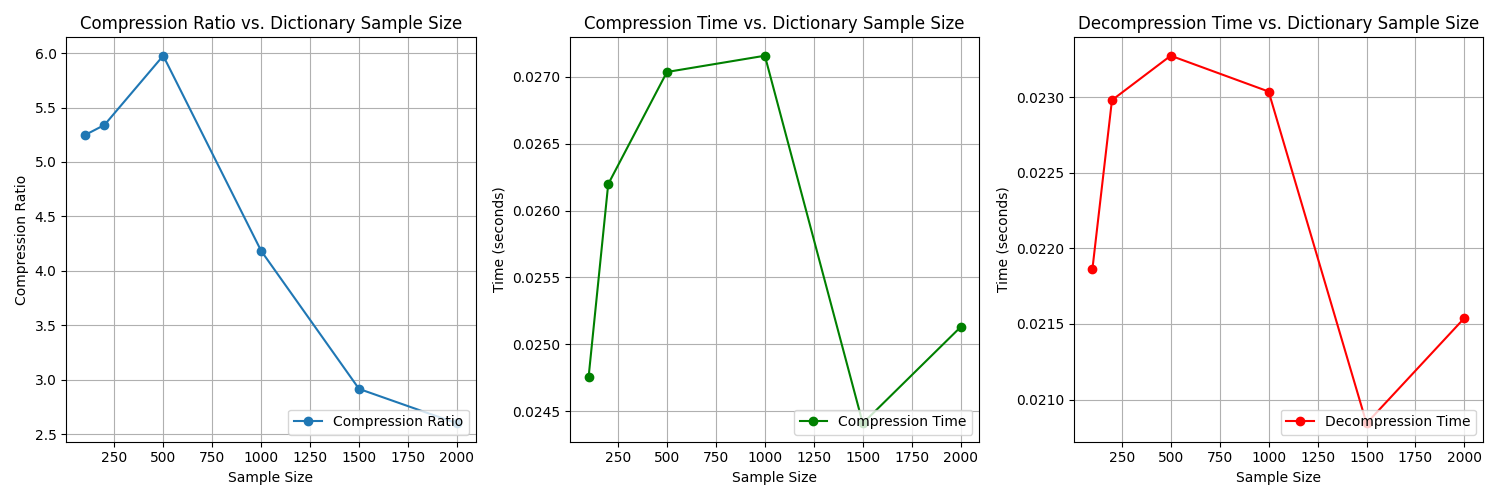 Compression Ratio vs. Dictionary Sample Size
Compression Ratio
6.0
5.5
5.0
4.5
4.0
3.5
3.0
2.5
250 500 750 1000 1250 1500 1750 2000
Sample Size
Compression Ratio
Compression Time vs. Dictionary Sample Size
Time (seconds)
0.0270
0.0265
0.0260
0.0255
0.0250
0.0245
250 500 750 1000 1250 1500 1750 2000
Sample Size
Compression Time
Decompression Time vs. Dictionary Sample Size
Time (seconds)
0.0230
0.0225
0.0220
0.0215
0.0210
250 500 750 1000 1250 1500 1750 2000
Sample Size
Decompression Time